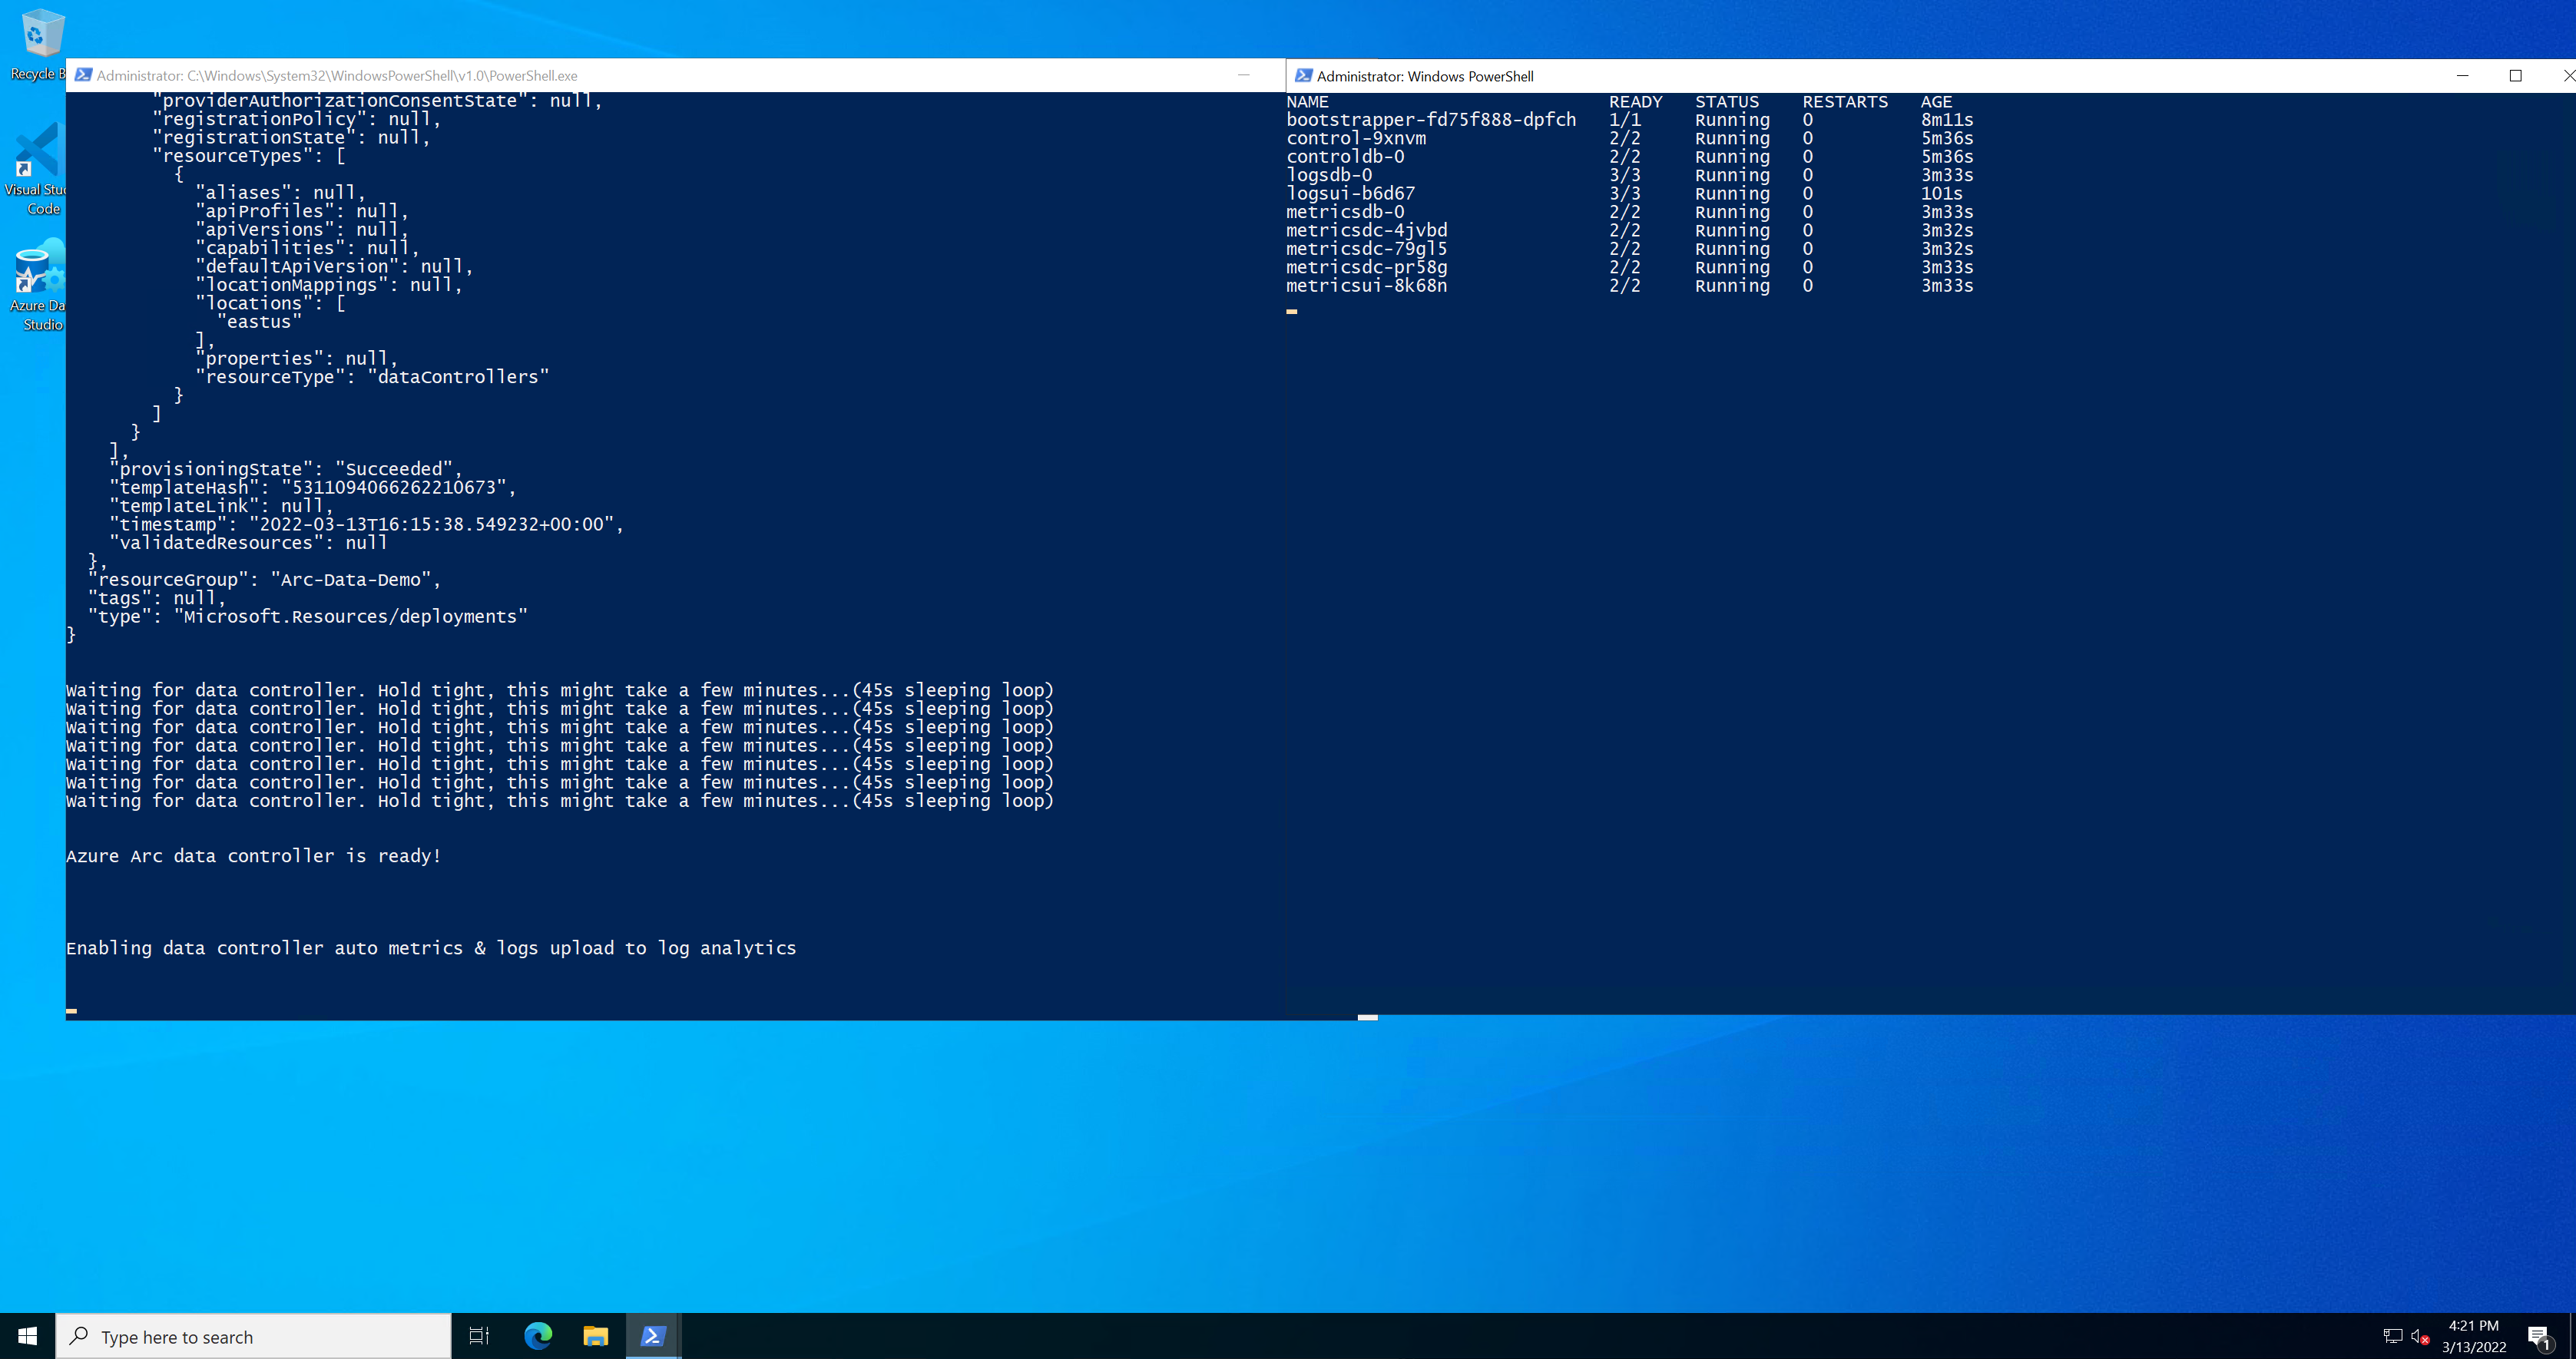 Recycle B
Visual Stud
Code
Azure Da
Studio
Administrator: C:\Windows\System32\WindowsPowerShell\v1.0\PowerShell.exe
"providerAuthorizationConsentState": null,
"registrationPolicy": null,
"registrationState": null,
"resourceTypes": [
{
"aliases": null,
"apiProfiles": null,
"apiVersions": null,
"capabilities": null,
"defaultApiVersion": null,
"locationMappings": null,
"locations": [
"eastus"
],
"properties": null,
"resourceType": "dataControllers"
}
]
}
],
"provisioningState": "Succeeded",
"templateHash": "5311094066262210673",
"templateLink": null,
"timestamp": "2022-03-13T16:15:38.549232+00:00",
"validatedResources": null
},
"resourceGroup": "Arc-Data-Demo",
"tags": null,
"type": "Microsoft.Resources/deployments"
}
Waiting for data controller. Hold tight, this might take a few minutes...(45s sleeping loop)
Waiting for data controller. Hold tight, this might take a few minutes...(45s sleeping loop)
Waiting for data controller. Hold tight, this might take a few minutes...(45s sleeping loop)
Waiting for data controller. Hold tight, this might take a few minutes...(45s sleeping loop)
Waiting for data controller. Hold tight, this might take a few minutes...(45s sleeping loop)
Waiting for data controller. Hold tight, this might take a few minutes...(45s sleeping loop)
Waiting for data controller. Hold tight, this might take a few minutes...(45s sleeping loop)
Azure Arc data controller is ready!
Enabling data controller auto metrics & logs upload to log analytics
Administrator: Windows PowerShell
NAME READY STATUS RESTARTS AGE
bootstrapper-fd75f888-dpfch 1/1 Running 0 8m11s
control-9xnvm 2/2 Running 0 5m36s
controldb-0 2/2 Running 0 5m36s
logsdb-0 3/3 Running 0 3m33s
logsui-b6d67 3/3 Running 0 101s
metricsdb-0 2/2 Running 0 3m33s
metricsdc-4jvbd 2/2 Running 0 3m32s
metricsdc-79gl5 2/2 Running 0 3m32s
metricsdc-pr58g 2/2 Running 0 3m33s
metricsui-8k68n 2/2 Running 0 3m33s
Type here to search
4:21 PM
3/13/2022
1